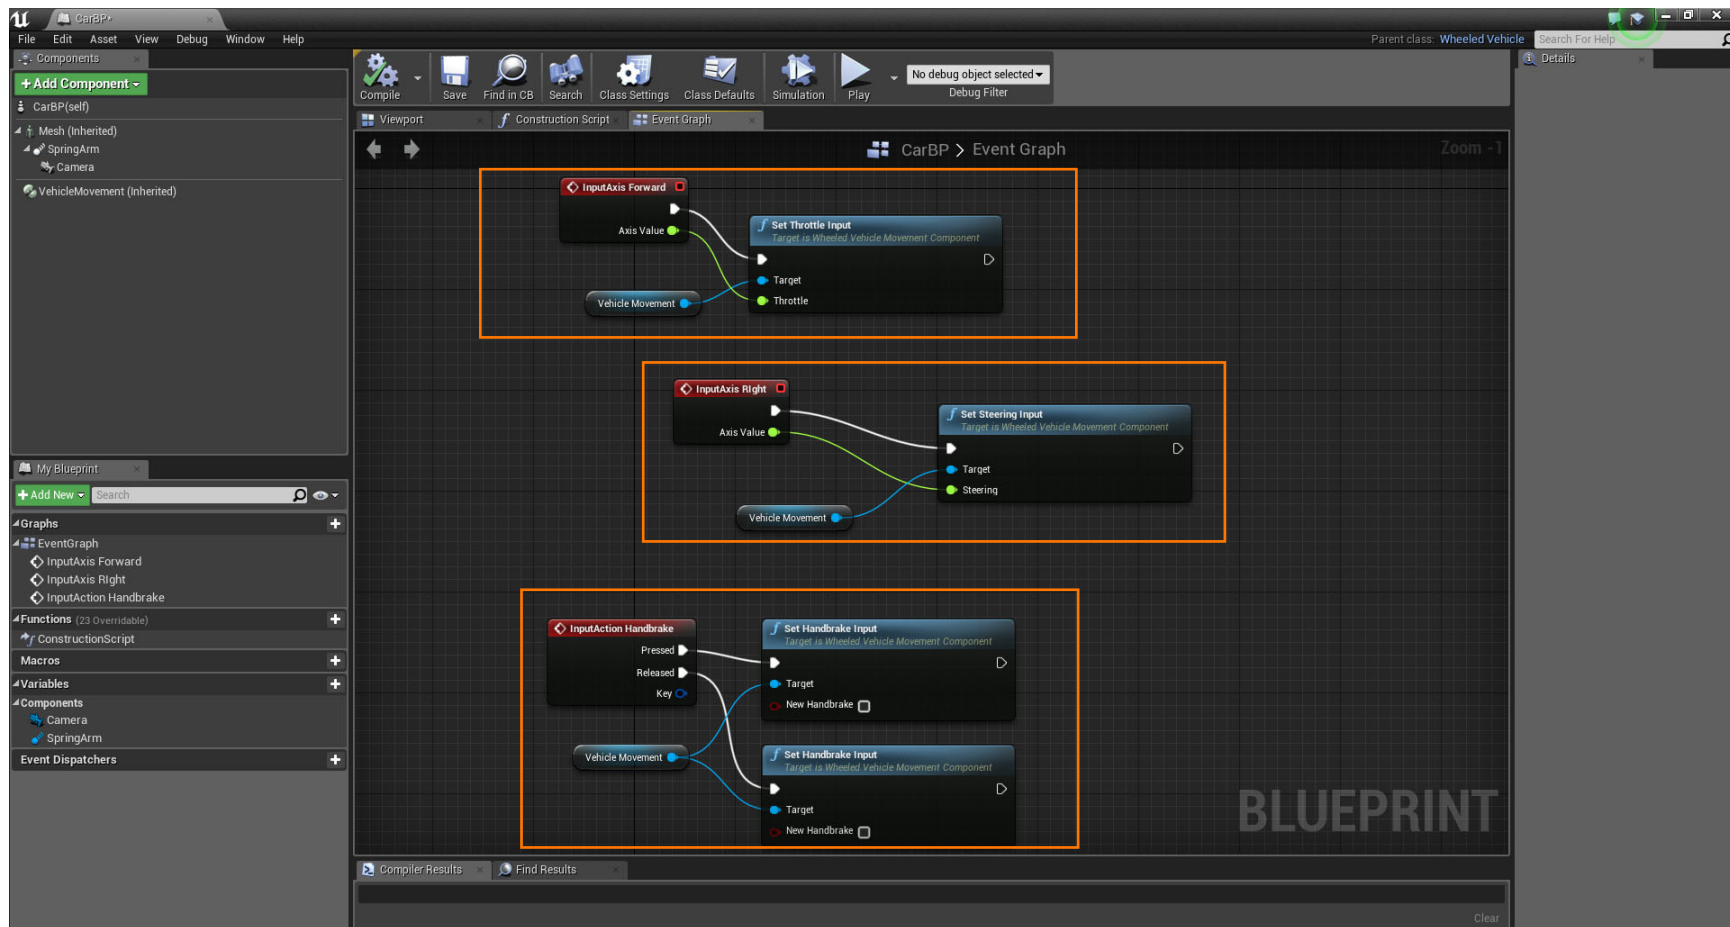 CarBP*
File Edit Asset View Debug Window Help
Parent class: Wheeled Vehicle
Search For Help
Components
+Add Component
CarBP(self)
Mesh (Inherited)
SpringArm
Camera
VehicleMovement (Inherited)
Compile
Save
Find in CB
Search
Class Settings
Class Defaults
Simulation
Play
No debug object selected
Debug Filter
Details
Viewport
Construction Script
Event Graph
CarBP > Event Graph
Zoom -1
InputAxis Forward
Axis Value
Set Throttle Input
Target is Wheeled Vehicle Movement Component
Target
Throttle
Vehicle Movement
InputAxis RIght
Axis Value
Set Steering Input
Target is Wheeled Vehicle Movement Component
Target
Steering
Vehicle Movement
InputAction Handbrake
Pressed
Released
Key
Set Handbrake Input
Target is Wheeled Vehicle Movement Component
Target
New Handbrake
Vehicle Movement
Set Handbrake Input
Target is Wheeled Vehicle Movement Component
Target
New Handbrake
BLUEPRINT
My Blueprint
+Add New
Search
Graphs
EventGraph
InputAxis Forward
InputAxis RIght
InputAction Handbrake
Functions (23 Overridable)
ConstructionScript
Macros
Variables
Components
Camera
SpringArm
Event Dispatchers
Compiler Results
Find Results
Clear